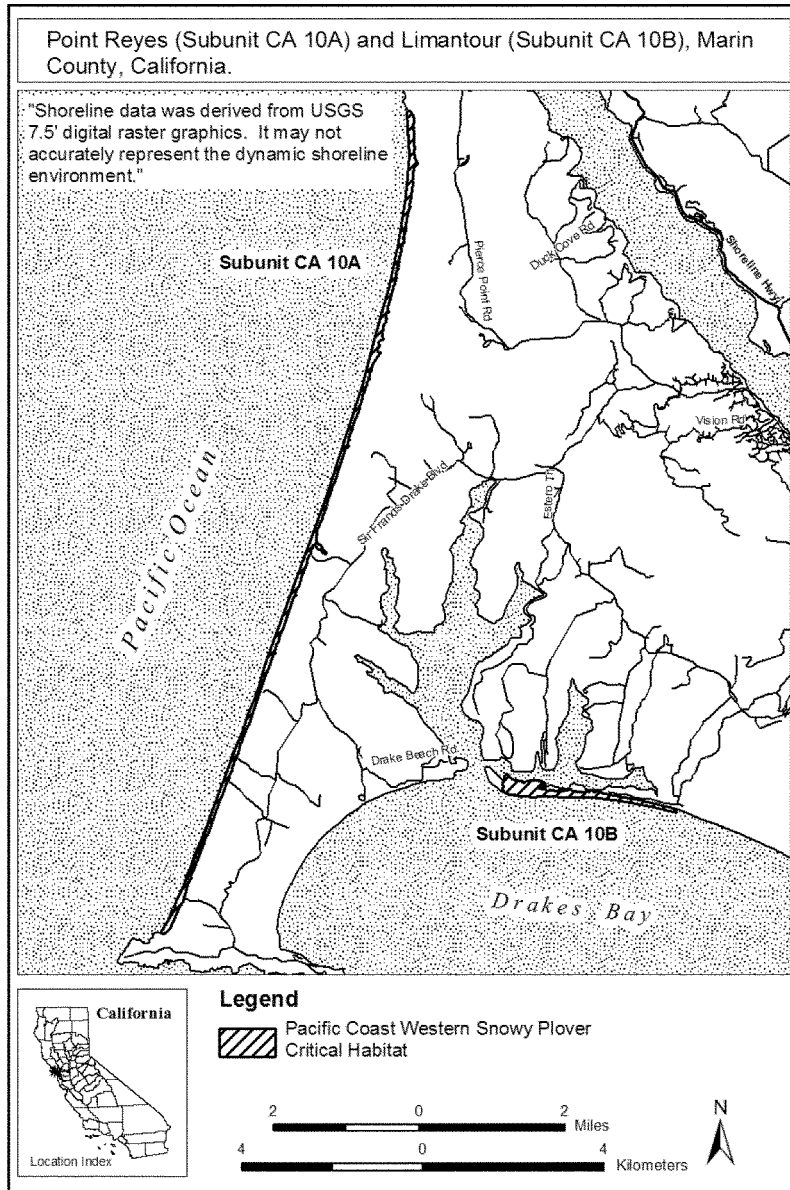 Point Reyes (Subunit CA 10A) and Limantour (Subunit CA 10B), Marin
County, California.
"Shoreline data was derived from USGS
7.5' digital raster graphics. It may not
accurately represent the dynamic shoreline
environment."
Subunit CA 10A
Pierce Point Rd
Duck Cove Rd
Shoreline Hwy
Vision Rd
Sir Francis-Drake-Blvd
Estero Trl
Pacific Ocean
Drake Beach Rd
Subunit CA 10B
Drakes Bay
California
Location Index
Legend
Pacific Coast Western Snowy Plover
Critical Habitat
2 0 2
Miles
4 0 4
Kilometers
N